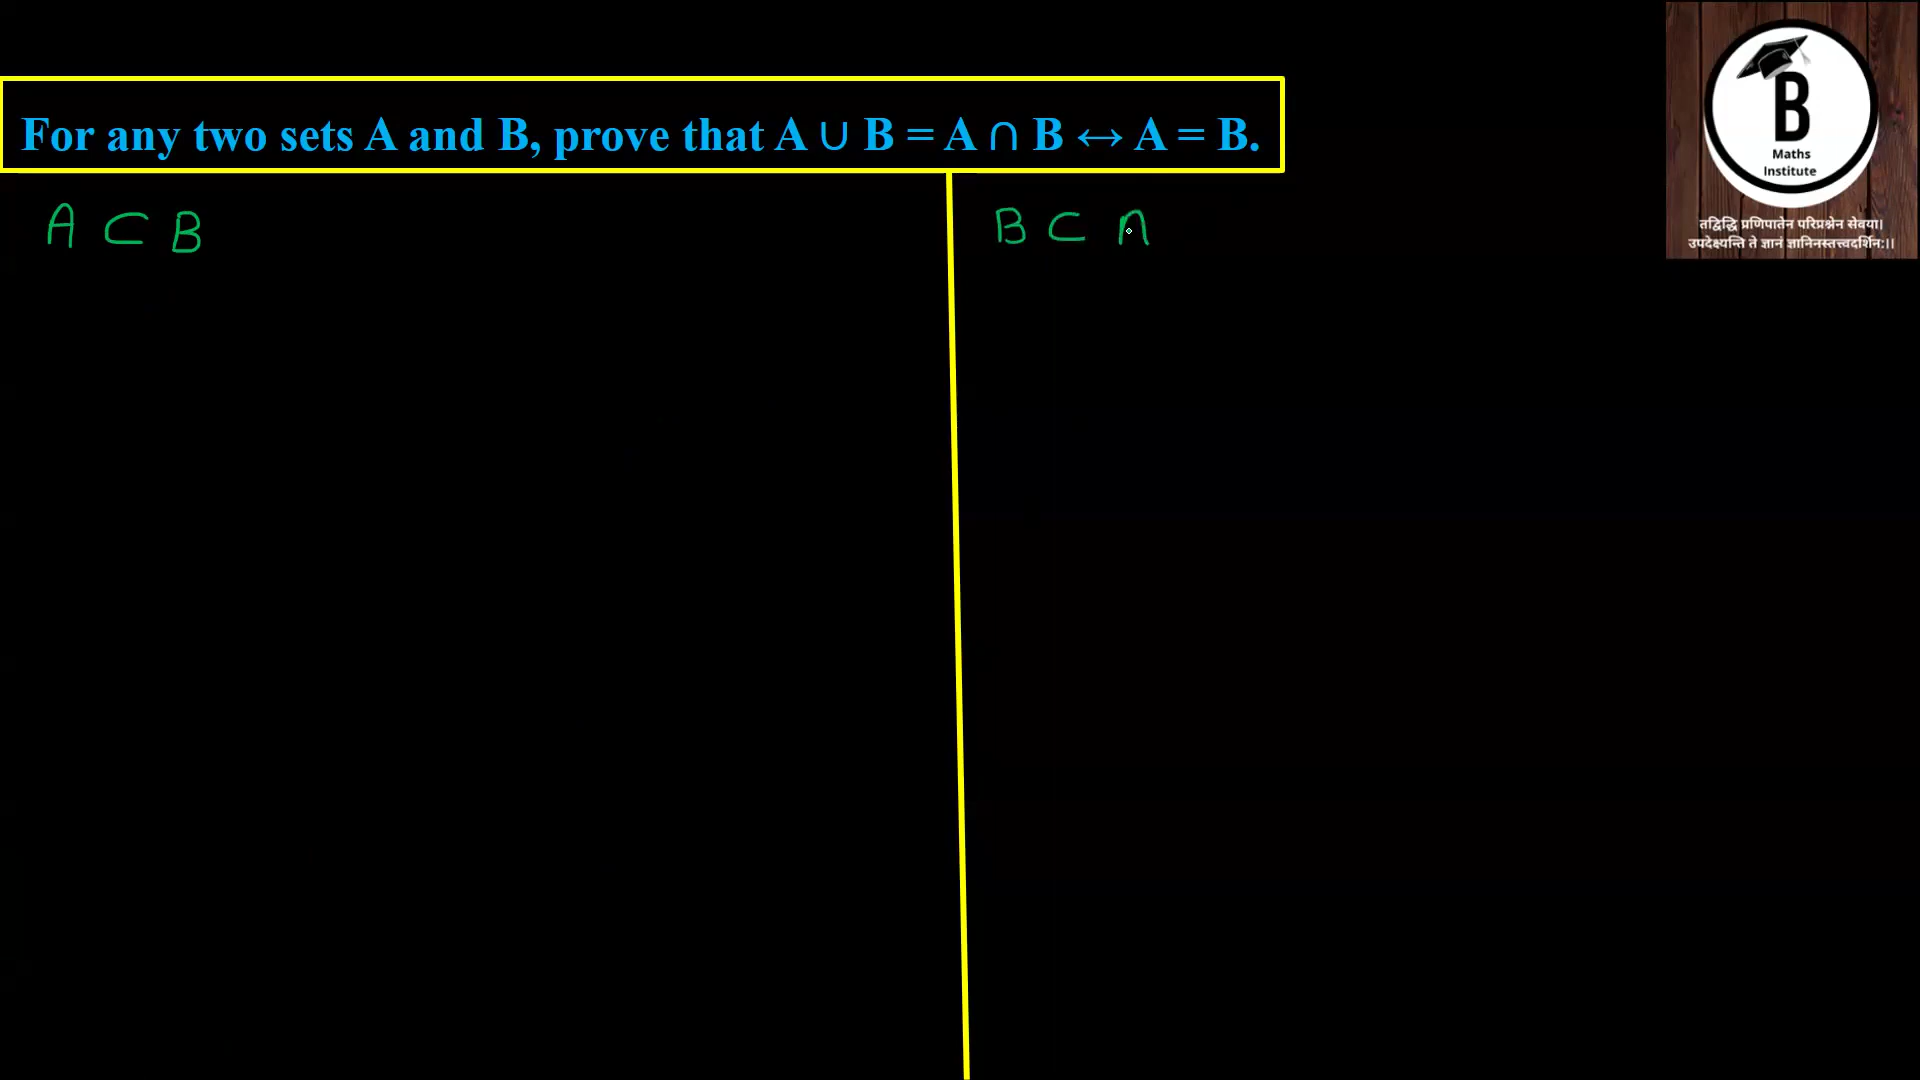 For any two sets A and B, prove that A ∪ B = A ∩ B ↔ A = B.
A ⊂ B
B ⊂ A
B
Maths
Institute
तद्विद्धि प्रणिपातेन परिप्रश्नेन सेवया।
उपदेक्ष्यन्ति ते ज्ञानं ज्ञानिनस्तत्त्वदर्शिन:।।